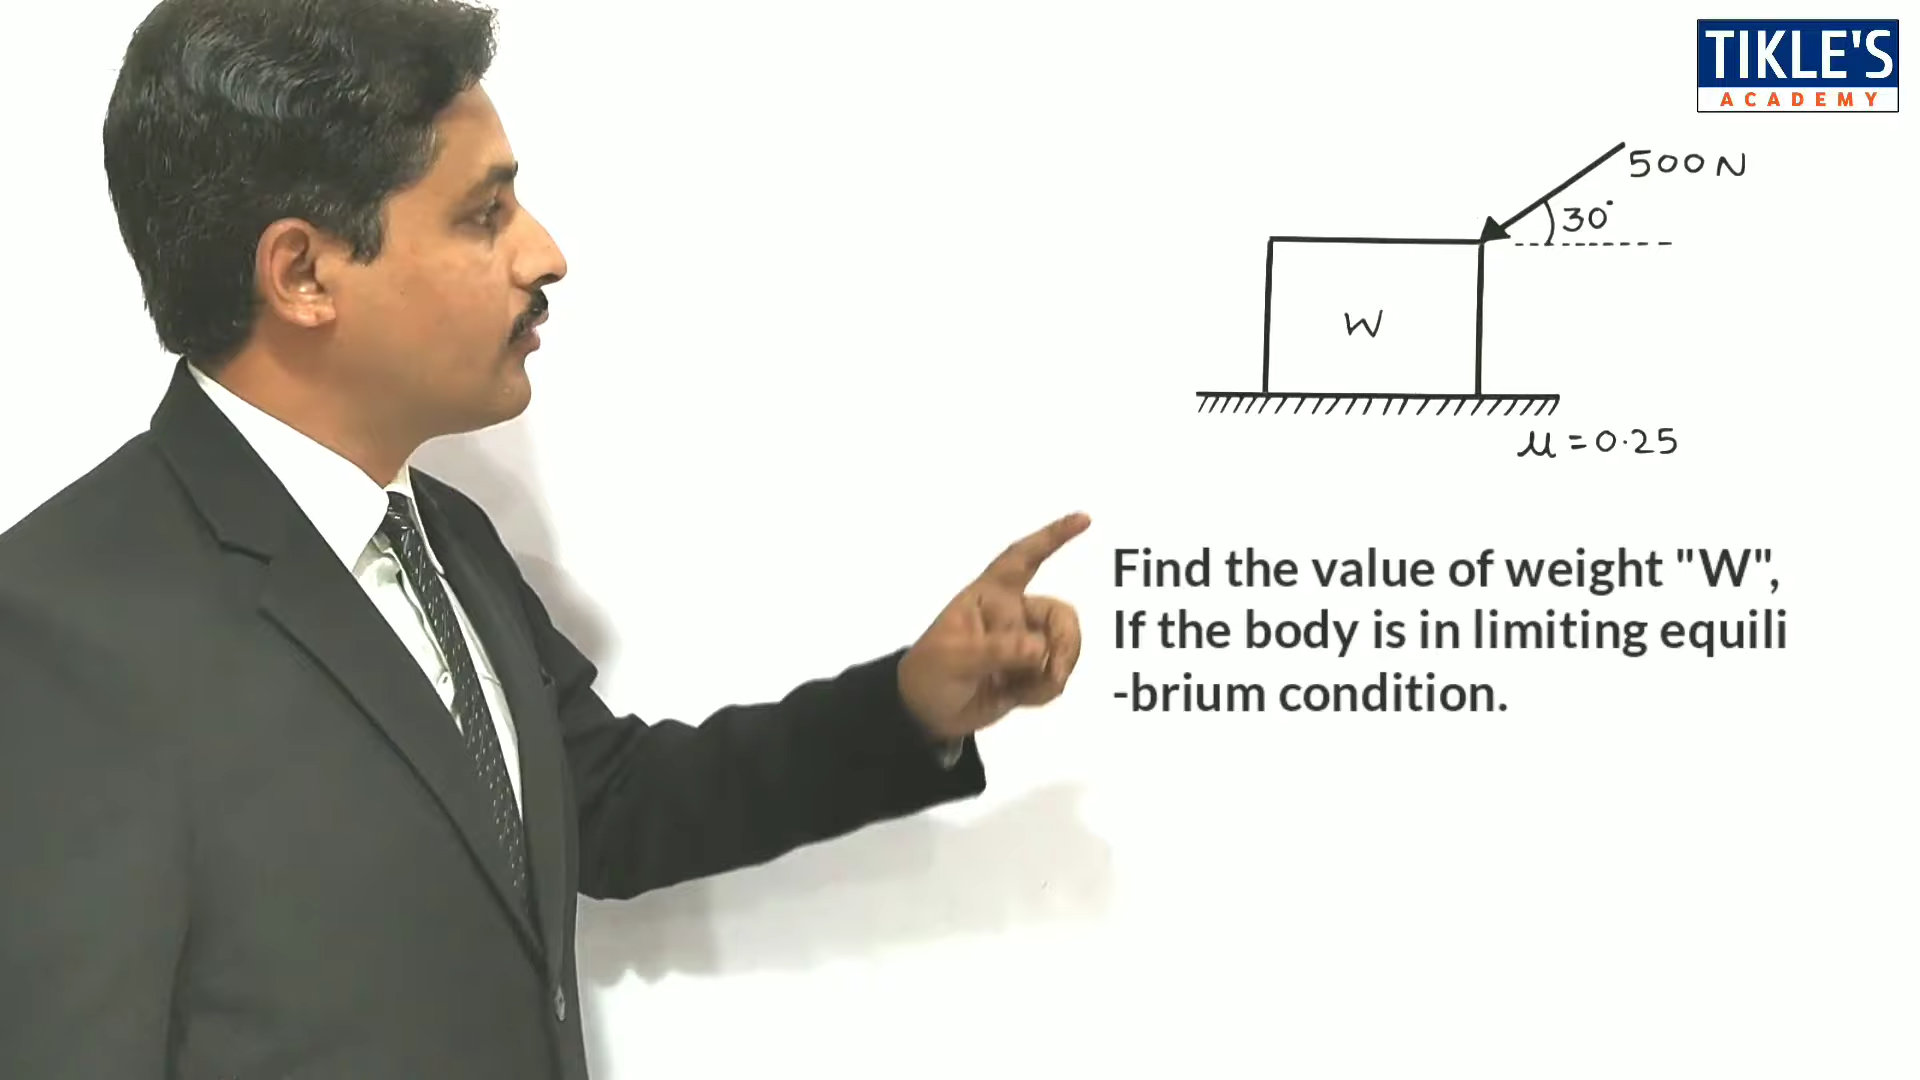 TIKLE'S
ACADEMY
500 N
30°
W
μ = 0.25
Find the value of weight "W",
If the body is in limiting equili
-brium condition.